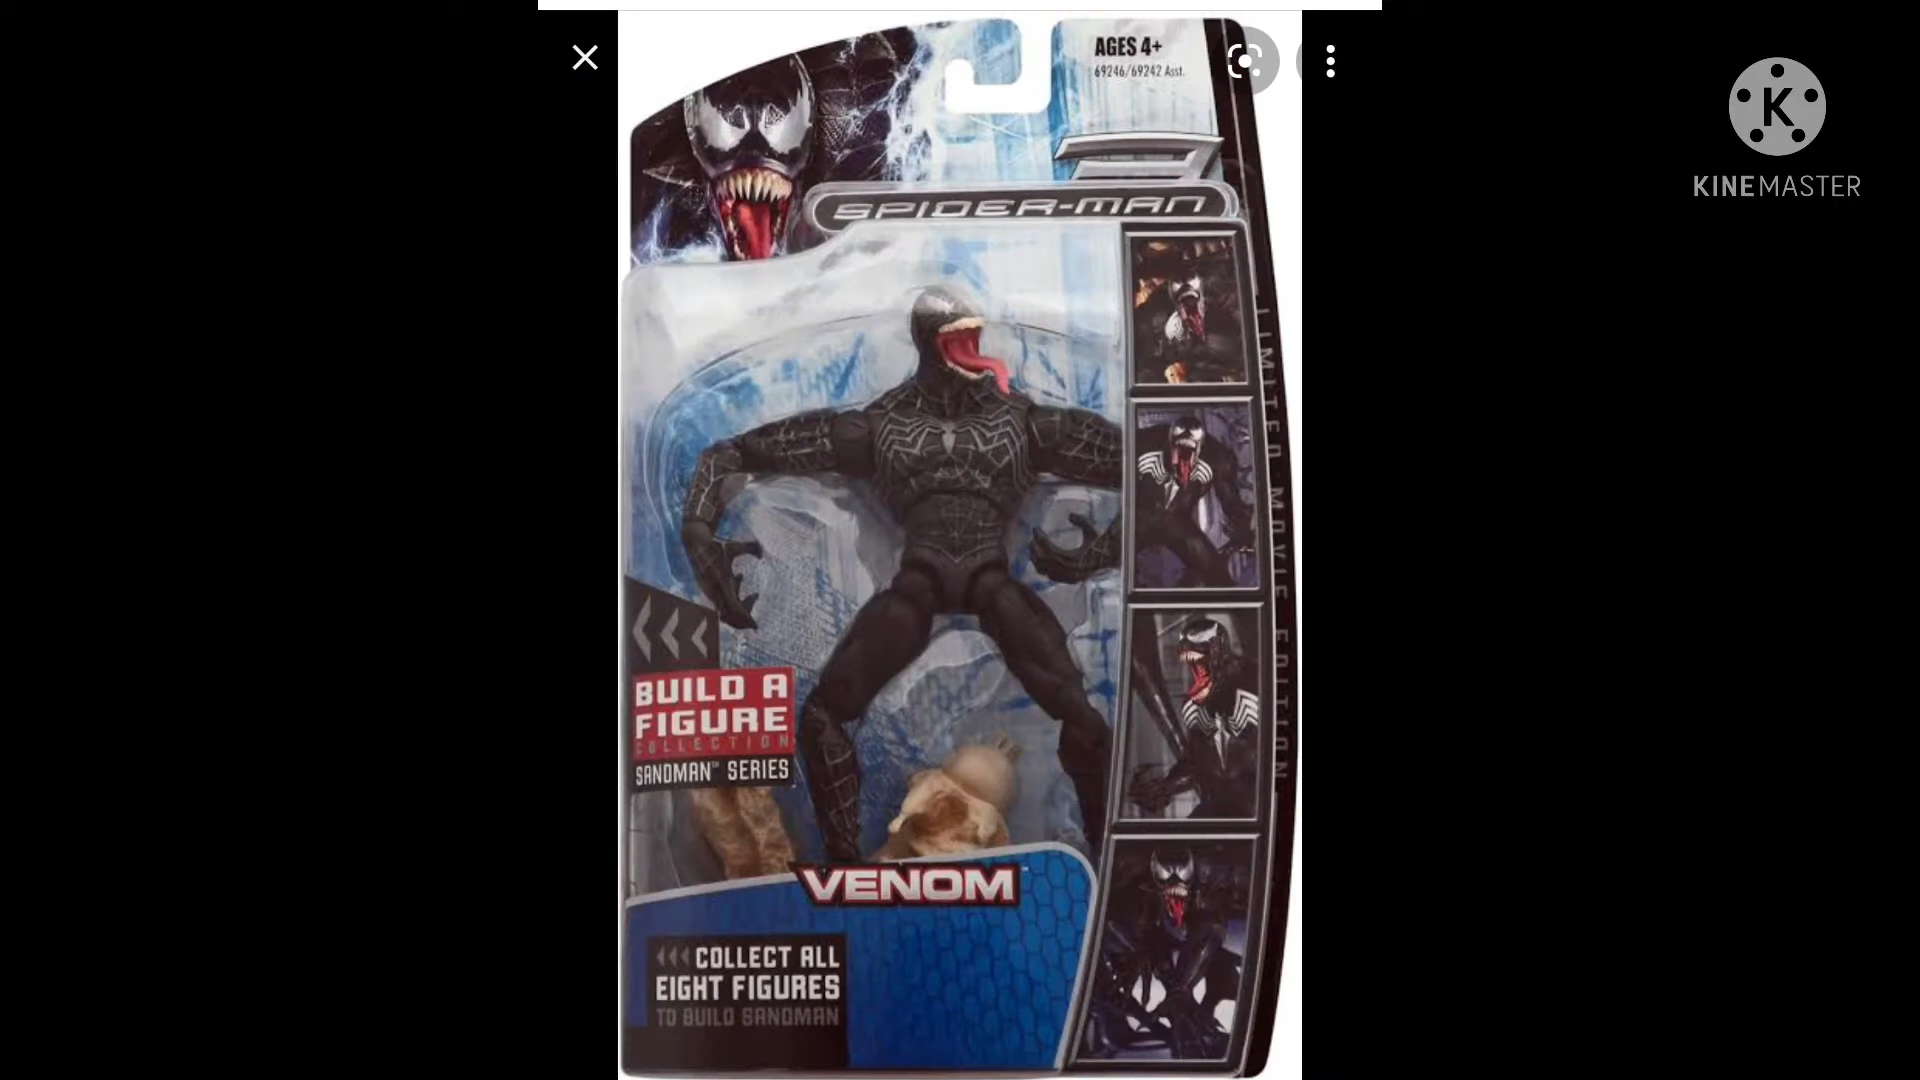 AGES 4+
69246/69242 Asst.
K
KINEMASTER
3
SPIDER-MAN
LIMITED MOVIE EDITION
BUILD A
FIGURE
COLLECTION
SANDMAN™ SERIES
VENOM™
COLLECT ALL
EIGHT FIGURES
TO BUILD SANDMAN